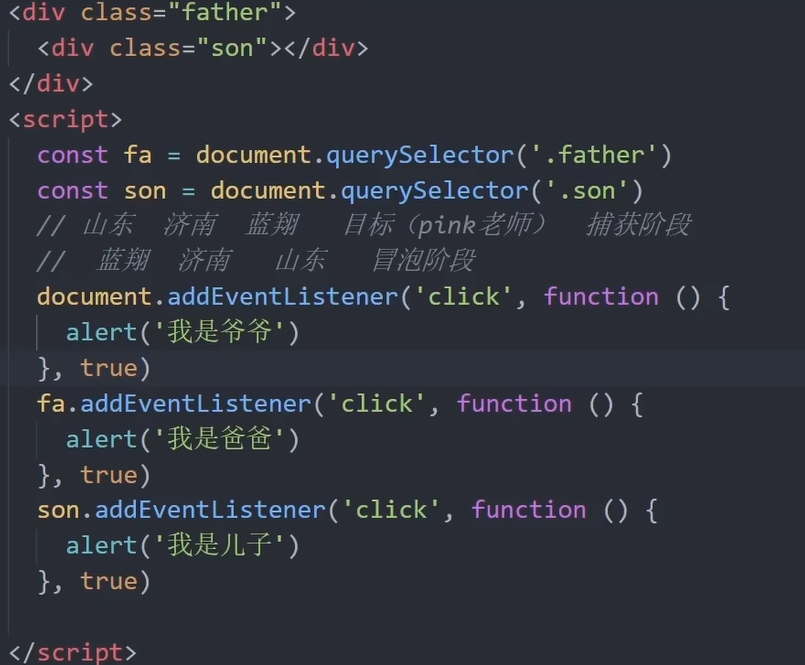 <div class="father">
  <div class="son"></div>
</div>
<script>
  const fa = document.querySelector('.father')
  const son = document.querySelector('.son')
  // 山东  济南  蓝翔   目标（pink老师）  捕获阶段
  //  蓝翔  济南   山东   冒泡阶段
  document.addEventListener('click', function () {
    alert('我是爷爷')
  }, true)
  fa.addEventListener('click', function () {
    alert('我是爸爸')
  }, true)
  son.addEventListener('click', function () {
    alert('我是儿子')
  }, true)
</script>